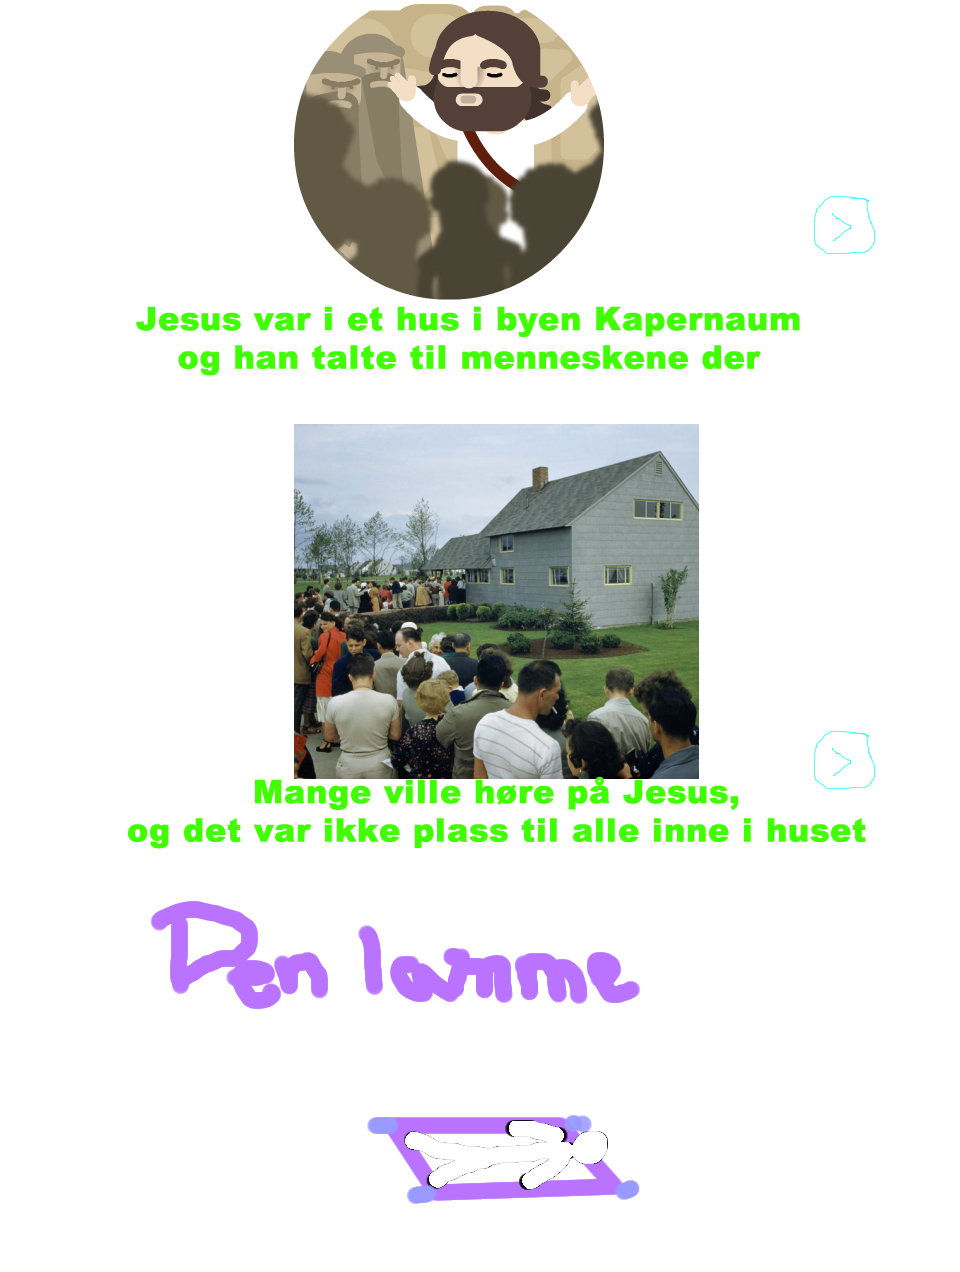 >
Jesus var i et hus i byen Kapernaum
og han talte til menneskene der
>
Mange ville høre på Jesus,
og det var ikke plass til alle inne i huset
Den lamme